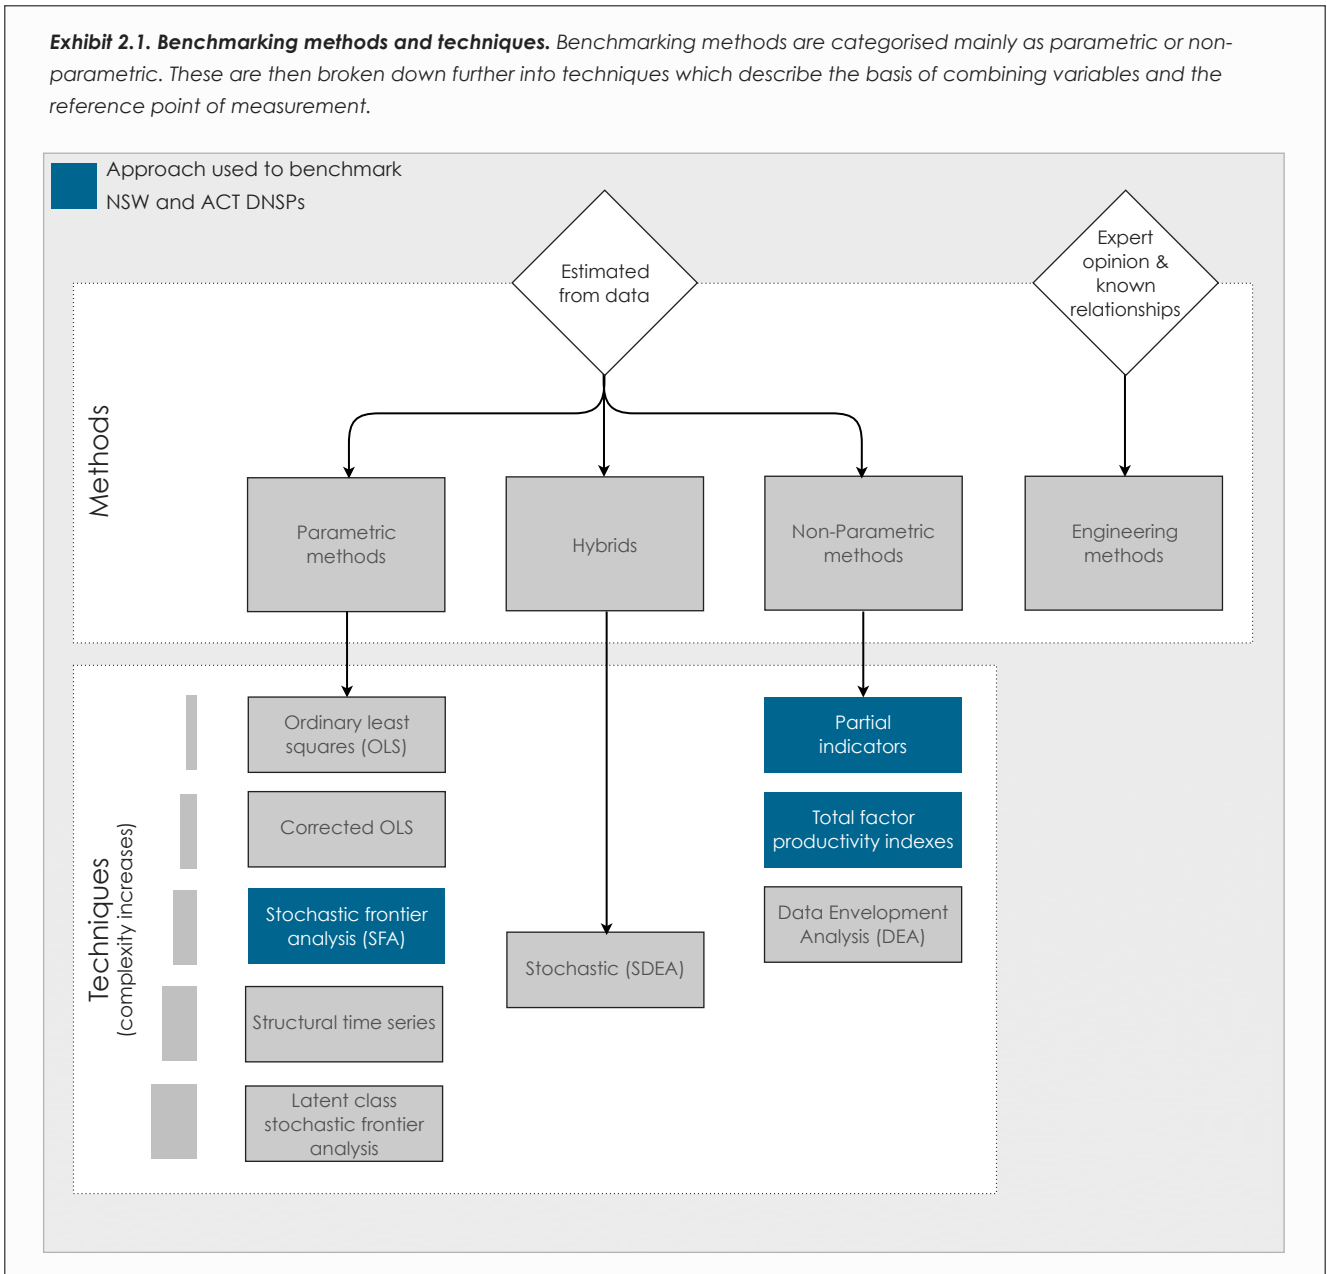 Exhibit 2.1. Benchmarking methods and techniques. Benchmarking methods are categorised mainly as parametric or non-
parametric. These are then broken down further into techniques which describe the basis of combining variables and the
reference point of measurement.
Approach used to benchmark
NSW and ACT DNSPs
Estimated
from data
Expert
opinion &
known
relationships
Methods
Parametric
methods
Hybrids
Non-Parametric
methods
Engineering
methods
Techniques
(complexity increases)
Ordinary least
squares (OLS)
Corrected OLS
Stochastic frontier
analysis (SFA)
Structural time series
Latent class
stochastic frontier
analysis
Stochastic (SDEA)
Partial
indicators
Total factor
productivity indexes
Data Envelopment
Analysis (DEA)